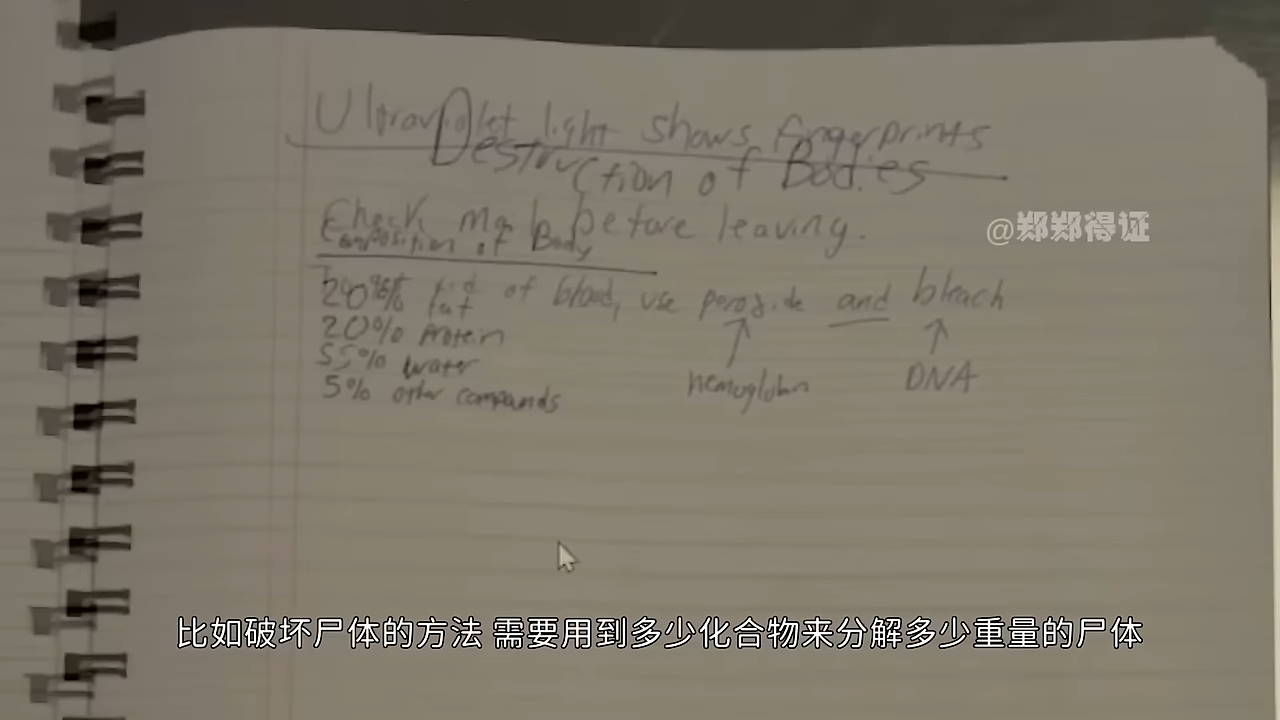 Ultraviolet light shows fingerprints
Destruction of Bodies
Check before leaving.
Composition of Body
@郑郑得证
of blood, use peroxide and bleach
20% fat
20% protein
55% water
hemoglobin
DNA
5% other compounds
比如破坏尸体的方法 需要用到多少化合物来分解多少重量的尸体